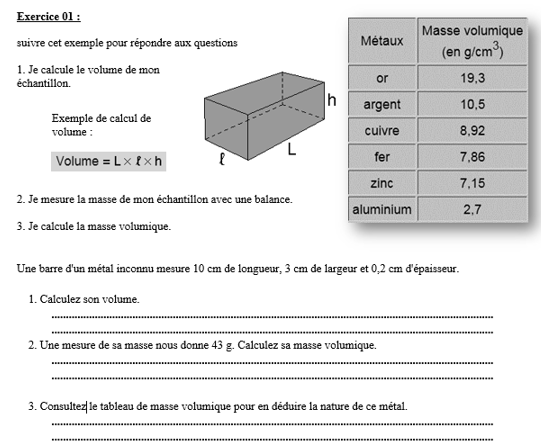 Exercice 01 :
suivre cet exemple pour répondre aux questions
1. Je calcule le volume de mon
échantillon.
Exemple de calcul de
volume :
Volume = L × ℓ × h
h
L
ℓ
2. Je mesure la masse de mon échantillon avec une balance.
3. Je calcule la masse volumique.
Métaux Masse volumique
(en g/cm³)
or 19,3
argent 10,5
cuivre 8,92
fer 7,86
zinc 7,15
aluminium 2,7
Une barre d'un métal inconnu mesure 10 cm de longueur, 3 cm de largeur et 0,2 cm d'épaisseur.
1. Calculez son volume.
2. Une mesure de sa masse nous donne 43 g. Calculez sa masse volumique.
3. Consultez le tableau de masse volumique pour en déduire la nature de ce métal.